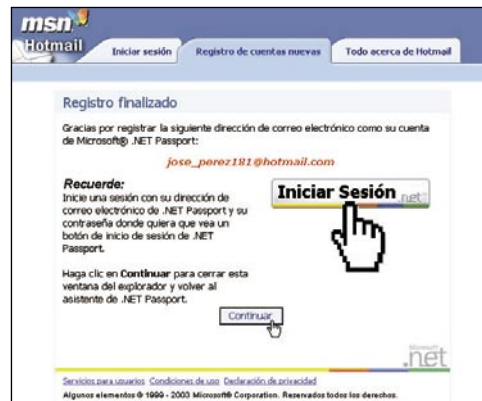 msn
Hotmail
Iniciar sesión
Registro de cuentas nuevas
Todo acerca de Hotmail
Registro finalizado
Gracias por registrar la siguiente dirección de correo electrónico como su cuenta
de Microsoft® .NET Passport:
jose_perez181@hotmail.com
Recuerde:
Inicie una sesión con su dirección de
correo electrónico de .NET Passport y su
contraseña donde quiera que vea un
botón de inicio de sesión de .NET
Passport.
Iniciar Sesión .net
Haga clic en Continuar para cerrar esta
ventana del explorador y volver al
asistente de .NET Passport.
Continuar
Microsoft
.net
Servicios para usuarios Condiciones de uso Declaración de privacidad
Algunos elementos © 1999 - 2003 Microsoft® Corporation. Reservados todos los derechos.